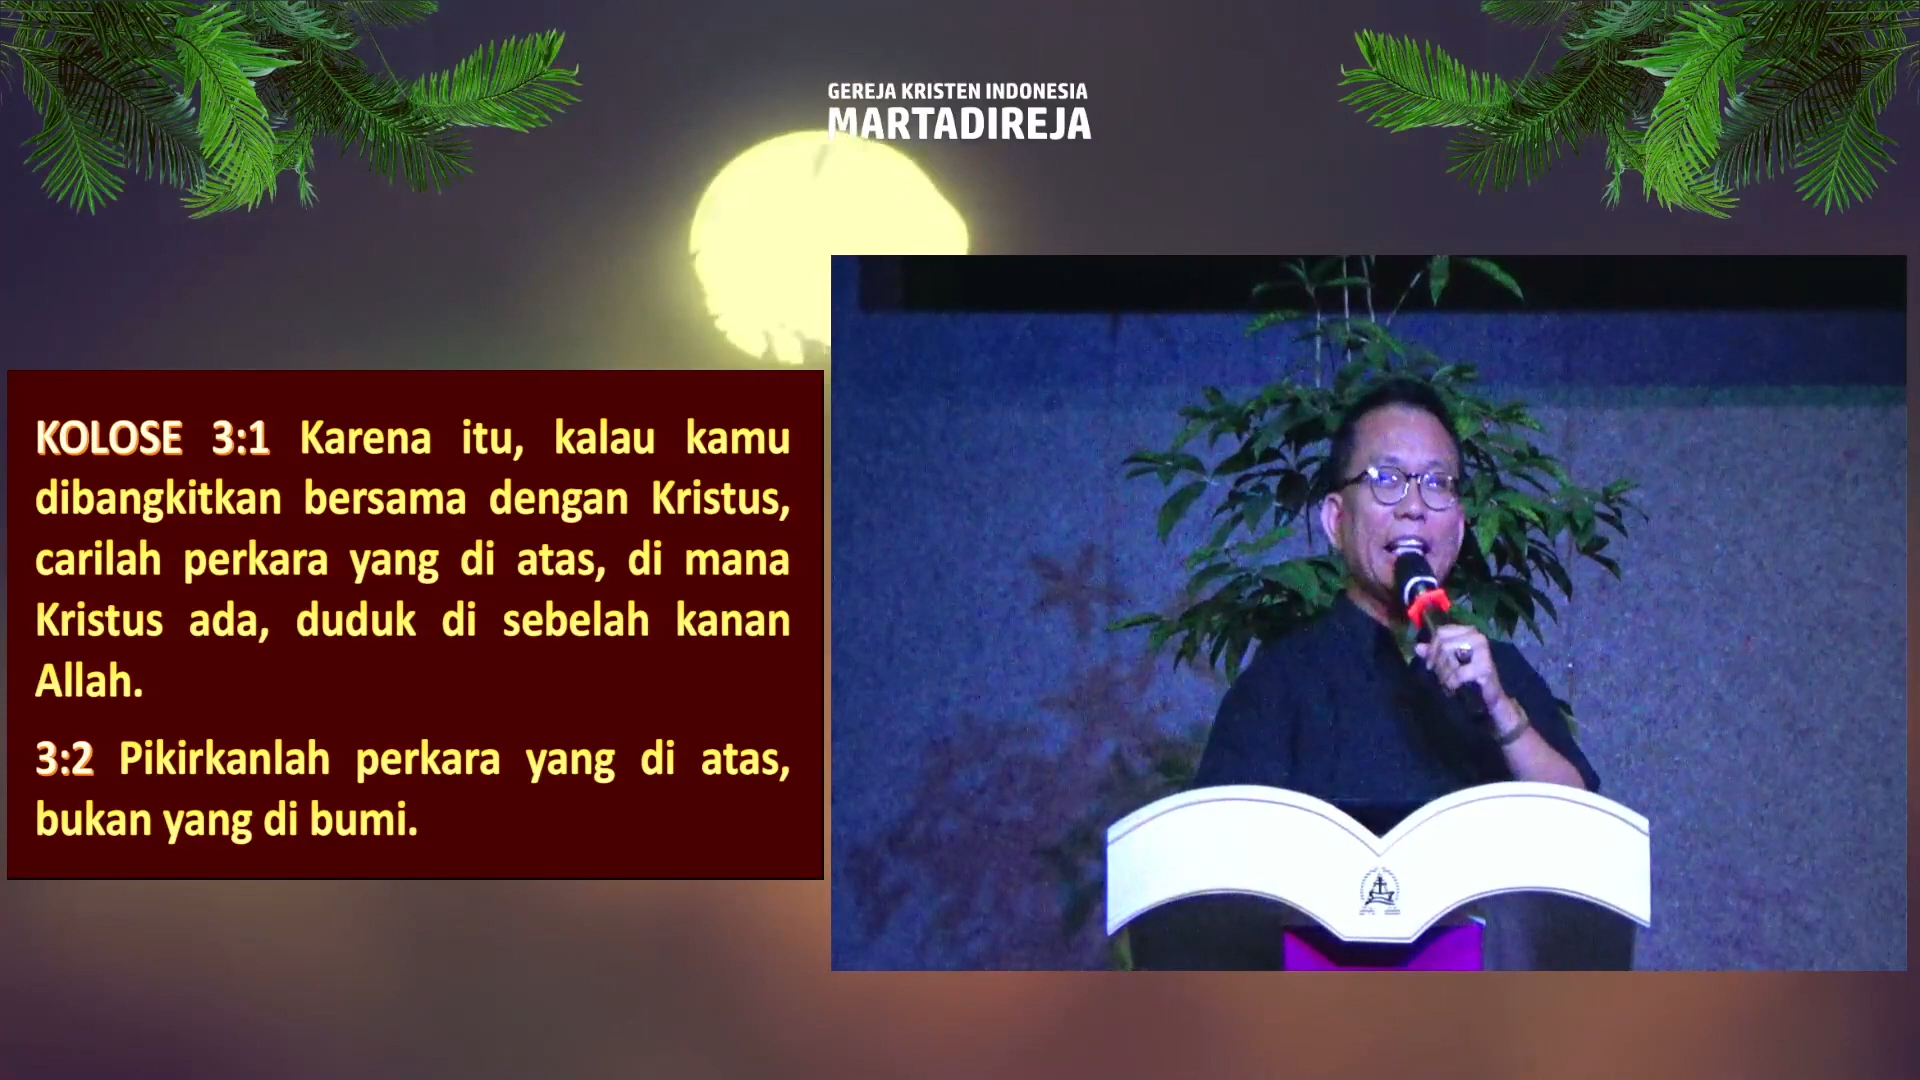 GEREJA KRISTEN INDONESIA
MARTADIREJA
KOLOSE 3:1 Karena itu, kalau kamu
dibangkitkan bersama dengan Kristus,
carilah perkara yang di atas, di mana
Kristus ada, duduk di sebelah kanan
Allah.
3:2 Pikirkanlah perkara yang di atas,
bukan yang di bumi.